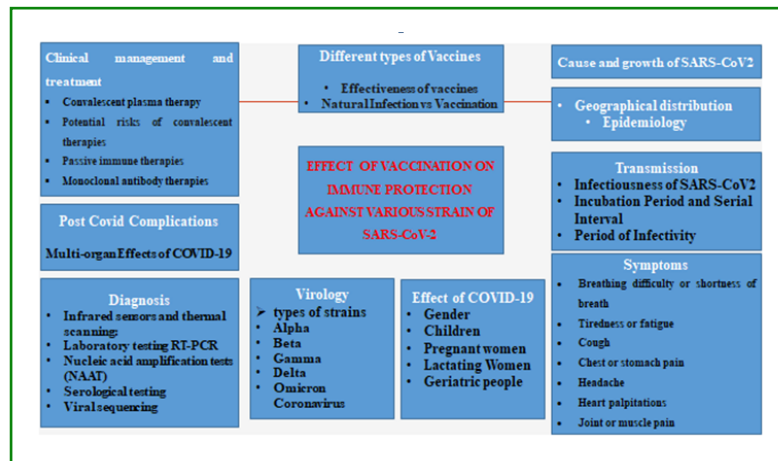 Clinical management and
treatment
• Convalescent plasma therapy
• Potential risks of convalescent
therapies
• Passive immune therapies
• Monoclonal antibody therapies
Different types of Vaccines
• Effectiveness of vaccines
• Natural Infection vs Vaccination
Cause and growth of SARS-CoV2
• Geographical distribution
• Epidemiology
EFFECT OF VACCINATION ON
IMMUNE PROTECTION
AGAINST VARIOUS STRAIN OF
SARS-CoV-2
Transmission
• Infectiousness of SARS-CoV2
• Incubation Period and Serial
Interval
• Period of Infectivity
Post Covid Complications
Multi-organ Effects of COVID-19
Diagnosis
• Infrared sensors and thermal
scanning:
• Laboratory testing RT-PCR
• Nucleic acid amplification tests
(NAAT)
• Serological testing
• Viral sequencing
Virology
➢ types of strains
• Alpha
• Beta
• Gamma
• Delta
• Omicron
Coronavirus
Effect of COVID-19
• Gender
• Children
• Pregnant women
• Lactating Women
• Geriatric people
Symptoms
• Breathing difficulty or shortness of
breath
• Tiredness or fatigue
• Cough
• Chest or stomach pain
• Headache
• Heart palpitations
• Joint or muscle pain